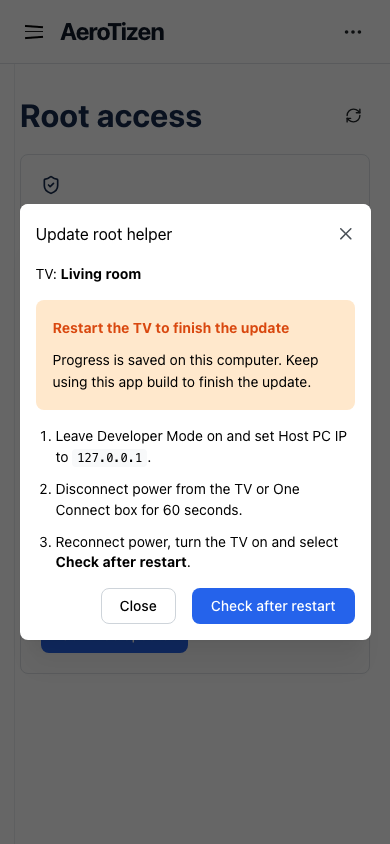 AeroTizen
Root access
Update root helper
TV: Living room
Restart the TV to finish the update
Progress is saved on this computer. Keep
using this app build to finish the update.
1. Leave Developer Mode on and set Host PC IP
to 127.0.0.1.
2. Disconnect power from the TV or One
Connect box for 60 seconds.
3. Reconnect power, turn the TV on and select
Check after restart.
Close
Check after restart